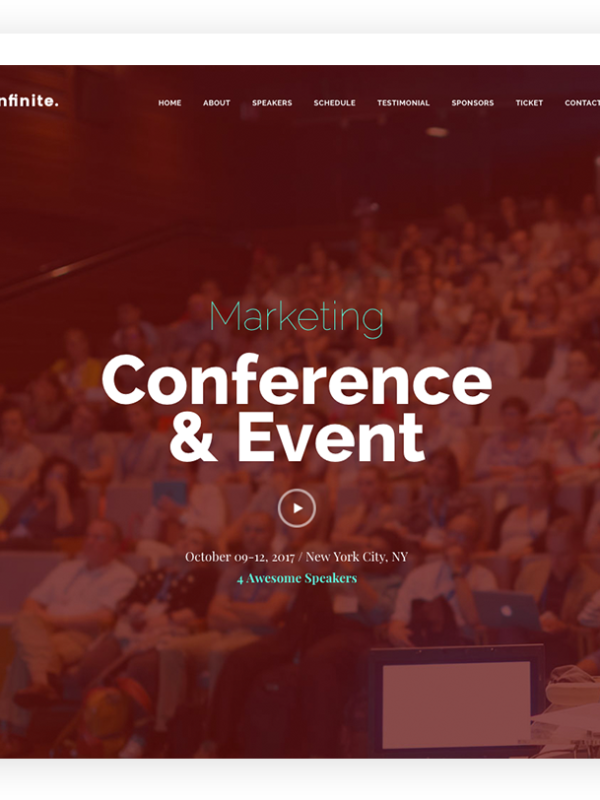 nfinite.
HOME ABOUT SPEAKERS SCHEDULE TESTIMONIAL SPONSORS TICKET CONTACT
Marketing
Conference
& Event
October 09-12, 2017 / New York City, NY
4 Awesome Speakers